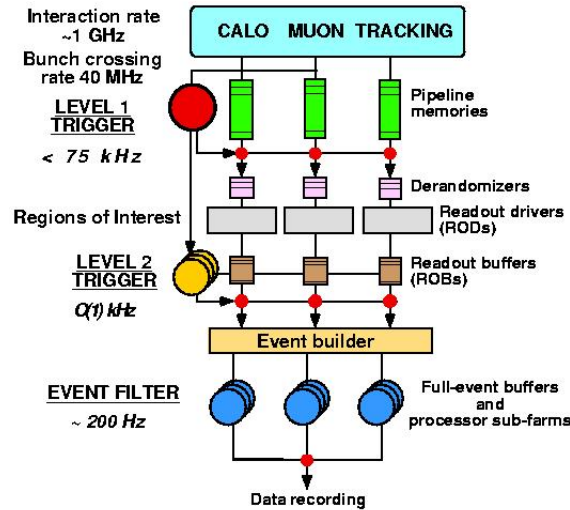 Interaction rate
~1 GHz
CALO MUON TRACKING
Bunch crossing
rate 40 MHz
LEVEL 1
TRIGGER
< 75 kHz
Pipeline
memories
Derandomizers
Regions of Interest
Readout drivers
(RODs)
LEVEL 2
TRIGGER
O(1) kHz
Readout buffers
(ROBs)
Event builder
EVENT FILTER
~ 200 Hz
Full-event buffers
and
processor sub-farms
Data recording